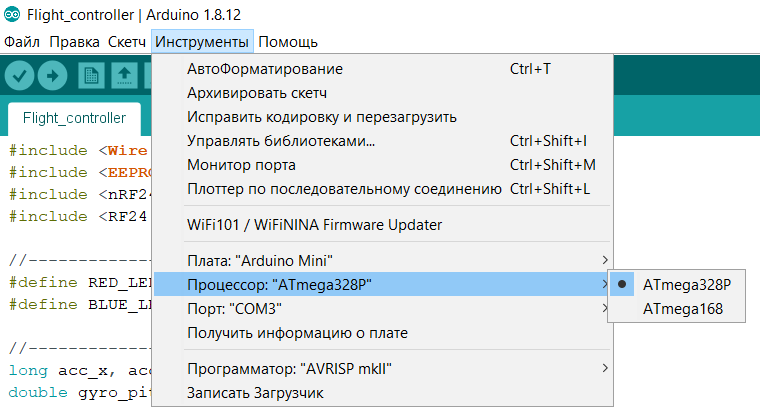 Flight_controller | Arduino 1.8.12
Файл Правка Скетч Инструменты Помощь
АвтоФорматирование Ctrl+T
Архивировать скетч
Исправить кодировку и перезагрузить
Управлять библиотеками... Ctrl+Shift+I
Монитор порта Ctrl+Shift+M
Плоттер по последовательному соединению Ctrl+Shift+L
WiFi101 / WiFiNINA Firmware Updater
Плата: "Arduino Mini"
Процессор: "ATmega328P"
Порт: "COM3"
Получить информацию о плате
Программатор: "AVRISP mkII"
Записать Загрузчик
ATmega328P
ATmega168
Flight_controller
#include <Wire
#include <EEPRO
#include <nRF24
#include <RF24
//-------------
#define RED_LE
#define BLUE_L
//-------------
long acc_x, acc
double gyro_pit